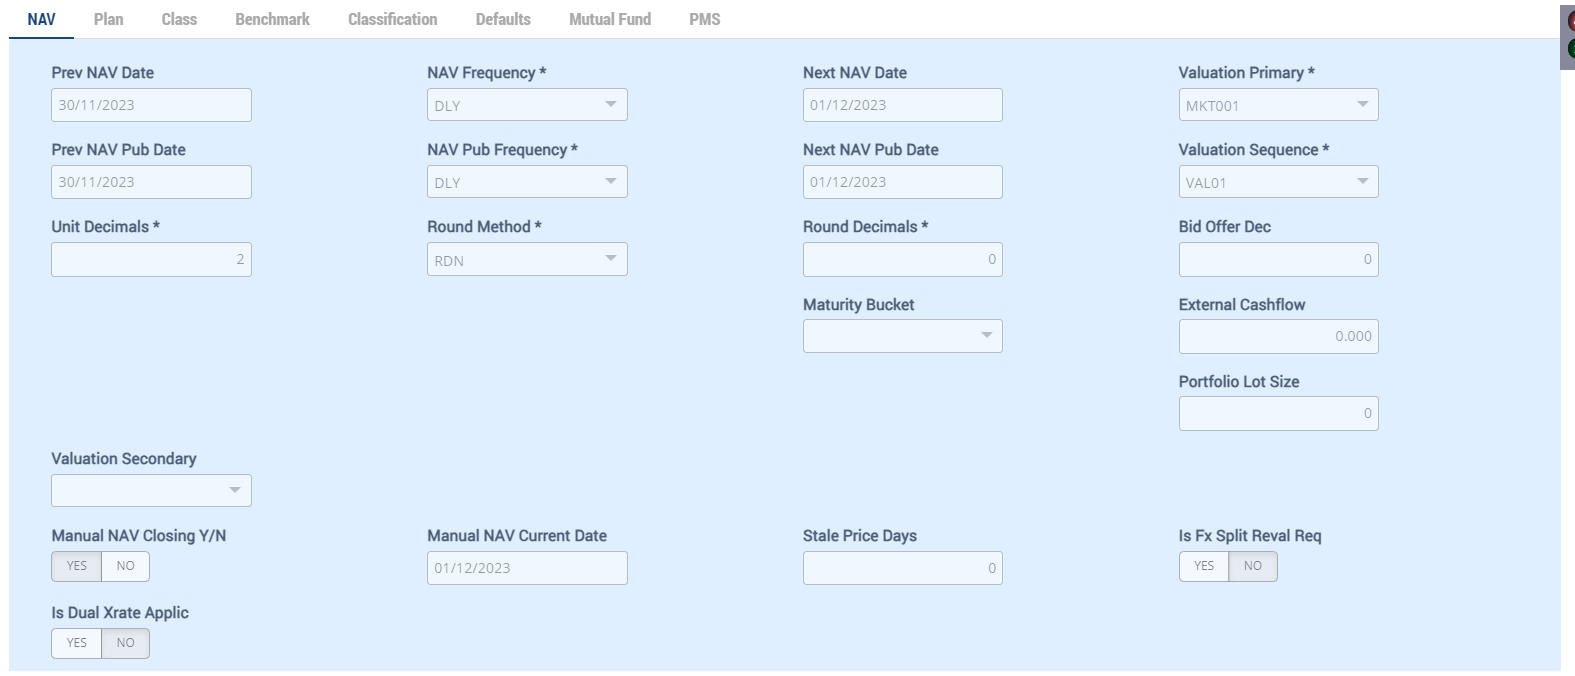 NAV Plan Class Benchmark Classification Defaults Mutual Fund PMS
Prev NAV Date NAV Frequency * Next NAV Date Valuation Primary *
30/11/2023 DLY 01/12/2023 MKT001
Prev NAV Pub Date NAV Pub Frequency * Next NAV Pub Date Valuation Sequence *
30/11/2023 DLY 01/12/2023 VAL01
Unit Decimals * Round Method * Round Decimals * Bid Offer Dec
2 RDN 0 0
Maturity Bucket External Cashflow
0.000
Portfolio Lot Size
0
Valuation Secondary
Manual NAV Closing Y/N Manual NAV Current Date Stale Price Days Is Fx Split Reval Req
YES NO 01/12/2023 0 YES NO
Is Dual Xrate Applic
YES NO